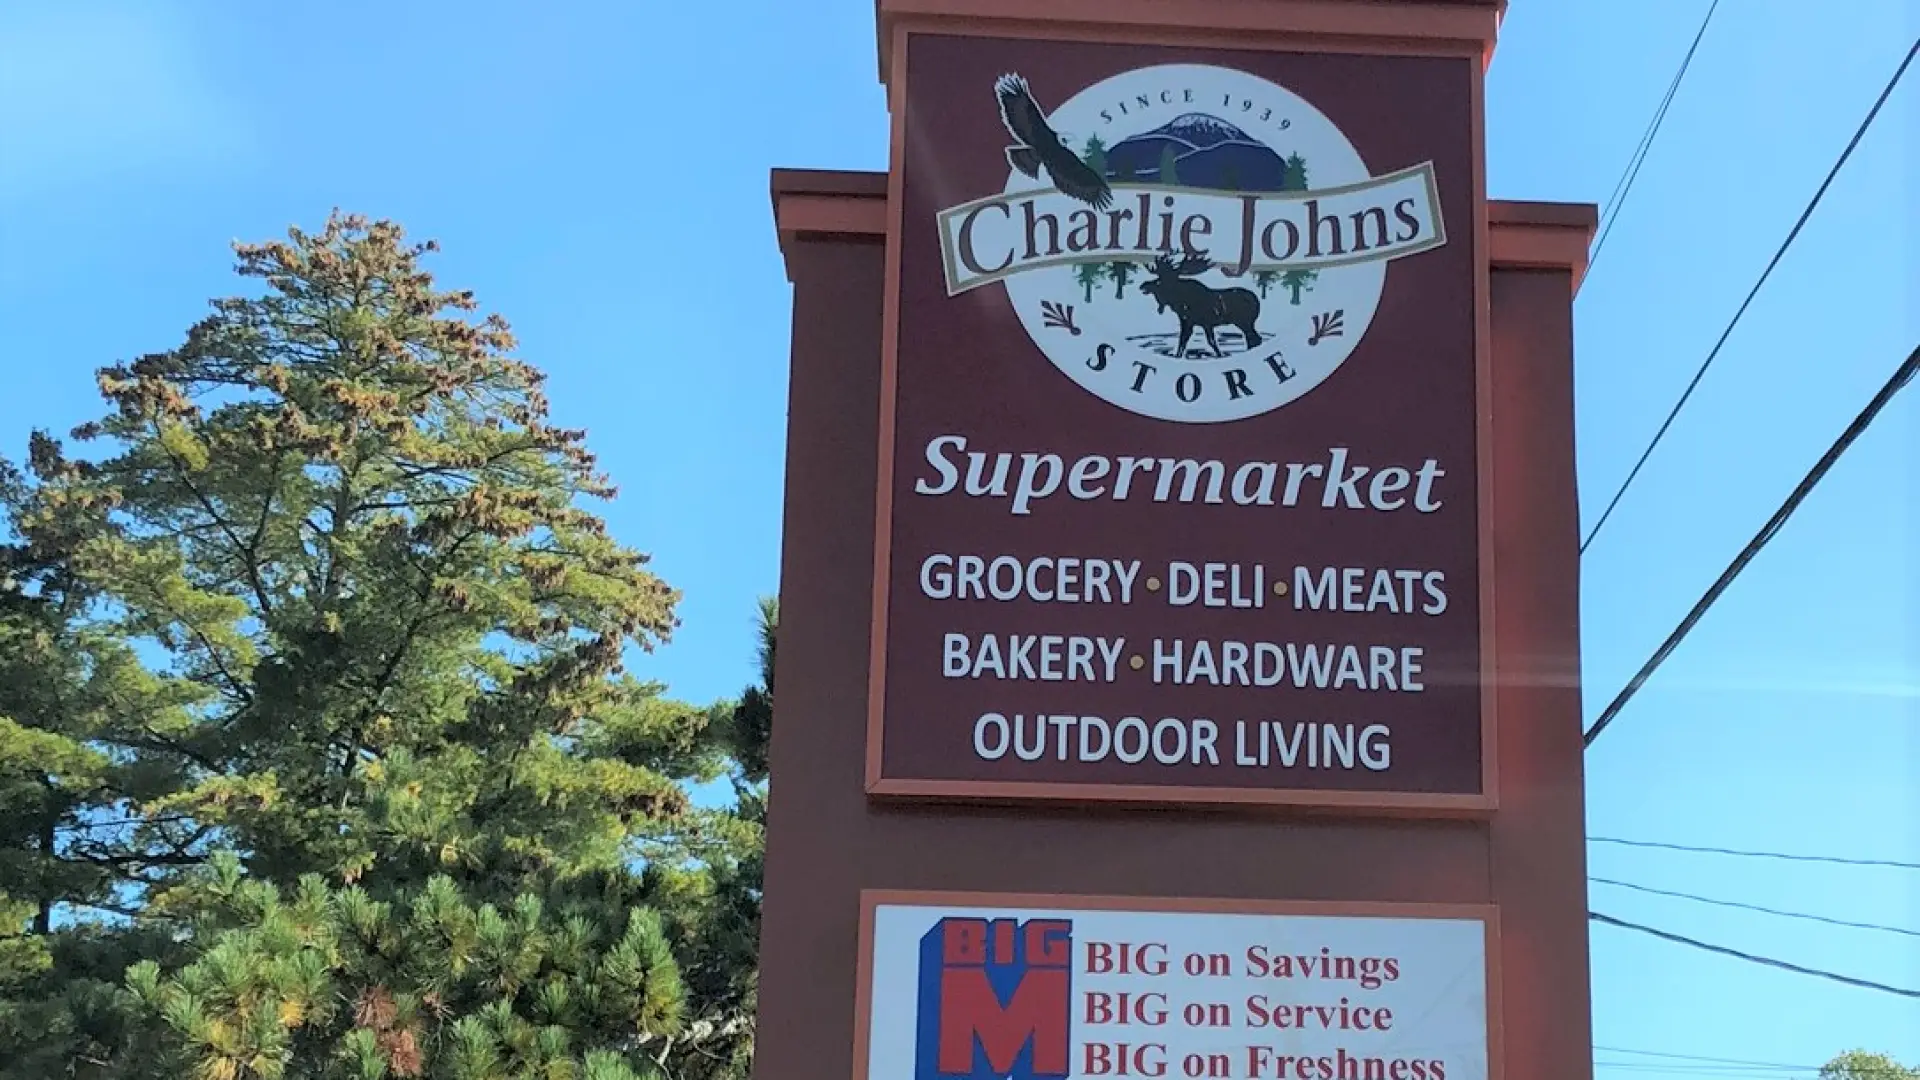 SINCE 1939
Charlie Johns
STORE
Supermarket
GROCERY • DELI • MEATS
BAKERY • HARDWARE
OUTDOOR LIVING
BIG
M
BIG on Savings
BIG on Service
BIG on Freshness